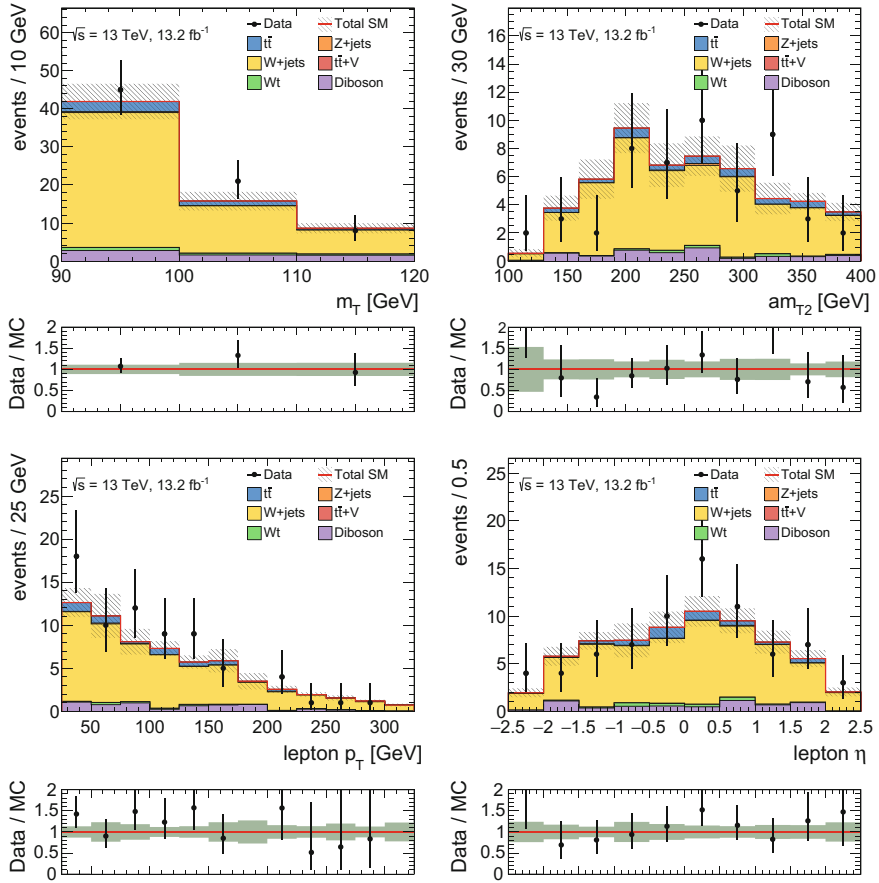 events / 10 GeV
60
50
40
30
20
10
0
√s = 13 TeV, 13.2 fb-1
Data
Total SM
tt̄
Z+jets
W+jets
tt̄+V
Wt
Diboson
90 100 110 120
mT [GeV]
Data / MC
2
1.5
1
0.5
0
events / 30 GeV
18
16
14
12
10
8
6
4
2
0
√s = 13 TeV, 13.2 fb-1
Data
Total SM
tt̄
Z+jets
W+jets
tt̄+V
Wt
Diboson
100 150 200 250 300 350 400
amT2 [GeV]
Data / MC
2
1.5
1
0.5
0
events / 25 GeV
25
20
15
10
5
0
√s = 13 TeV, 13.2 fb-1
Data
Total SM
tt̄
Z+jets
W+jets
tt̄+V
Wt
Diboson
50 100 150 200 250 300
lepton pT [GeV]
Data / MC
2
1.5
1
0.5
0
events / 0.5
25
20
15
10
5
0
√s = 13 TeV, 13.2 fb-1
Data
Total SM
tt̄
Z+jets
W+jets
tt̄+V
Wt
Diboson
−2.5 −2 −1.5 −1 −0.5 0 0.5 1 1.5 2 2.5
lepton η
Data / MC
2
1.5
1
0.5
0